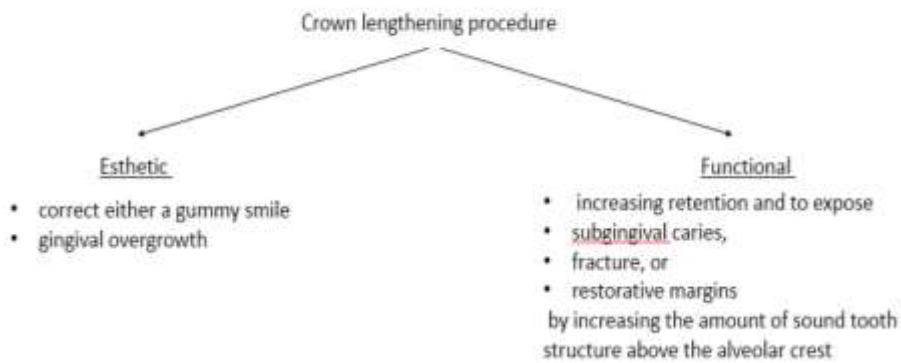 Crown lengthening procedure
Esthetic
• correct either a gummy smile
• gingival overgrowth
Functional
• increasing retention and to expose
• subgingival caries,
• fracture, or
• restorative margins
by increasing the amount of sound tooth
structure above the alveolar crest